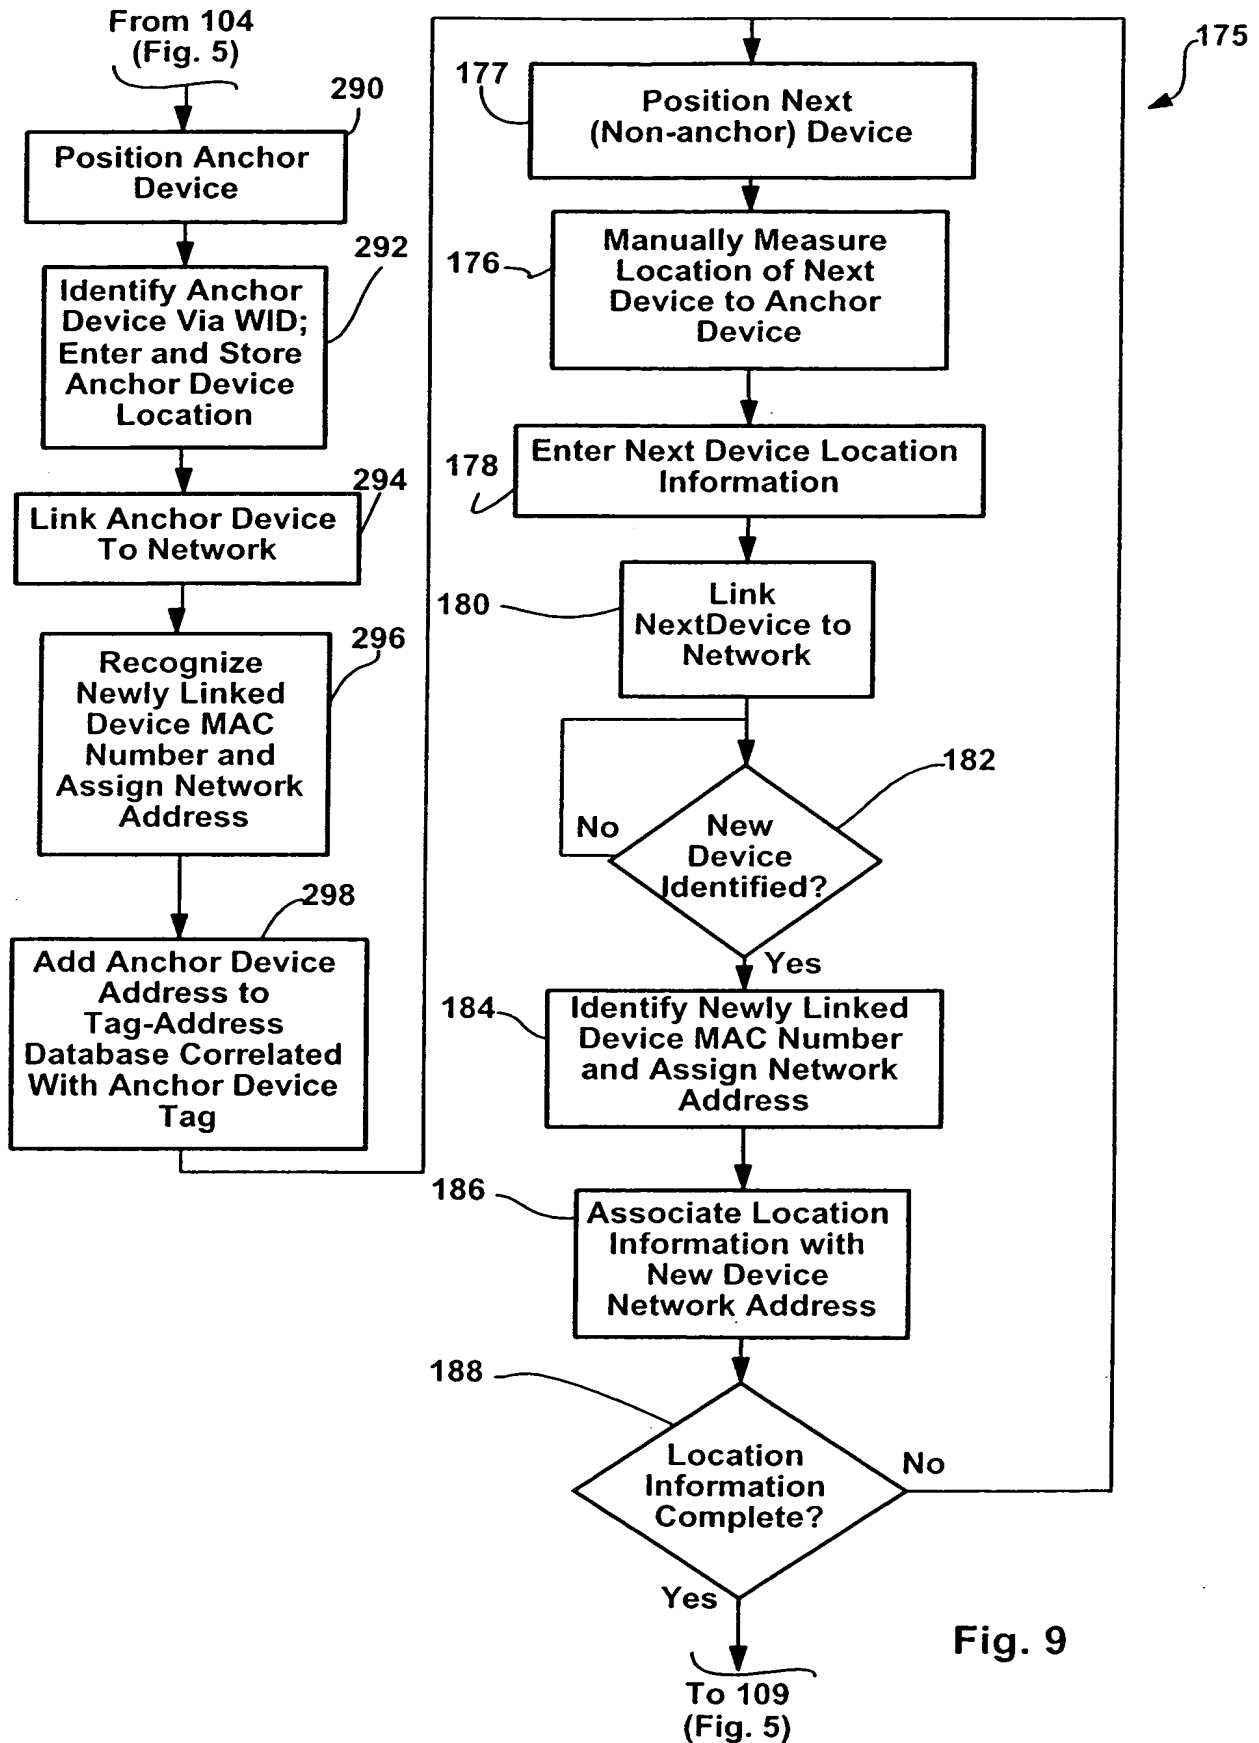 From 104
(Fig. 5)
290
Position Anchor
Device
292
Identify Anchor
Device Via WID;
Enter and Store
Anchor Device
Location
294
Link Anchor Device
To Network
296
Recognize
Newly Linked
Device MAC
Number and
Assign Network
Address
298
Add Anchor Device
Address to
Tag-Address
Database Correlated
With Anchor Device
Tag
175
177
Position Next
(Non-anchor) Device
176
Manually Measure
Location of Next
Device to Anchor
Device
178
Enter Next Device Location
Information
180
Link
NextDevice to
Network
182
No
New
Device
Identified?
Yes
184
Identify Newly Linked
Device MAC Number
and Assign Network
Address
186
Associate Location
Information with
New Device
Network Address
188
Location
Information
Complete?
No
Yes
To 109
(Fig. 5)
Fig. 9